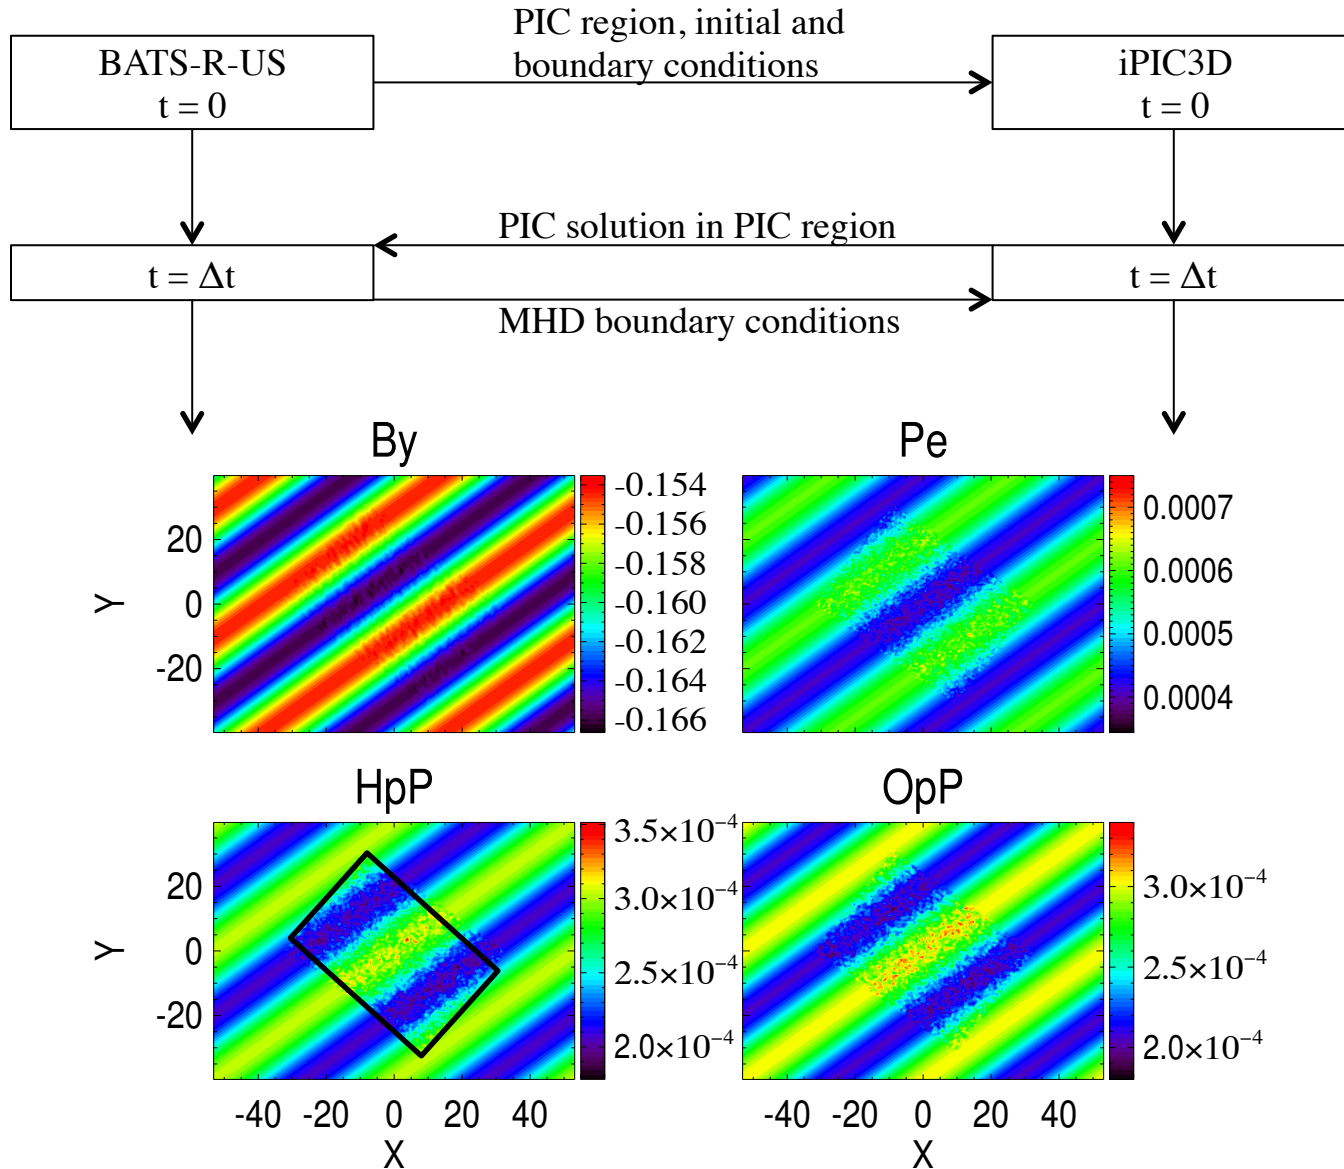 PIC region, initial and
boundary conditions
BATS-R-US
t = 0
iPIC3D
t = 0
PIC solution in PIC region
t = Δt
t = Δt
MHD boundary conditions
By
Pe
Y
20
0
-20
-0.154
-0.156
-0.158
-0.160
-0.162
-0.164
-0.166
0.0007
0.0006
0.0005
0.0004
HpP
OpP
Y
20
0
-20
3.5×10⁻⁴
3.0×10⁻⁴
2.5×10⁻⁴
2.0×10⁻⁴
3.0×10⁻⁴
2.5×10⁻⁴
2.0×10⁻⁴
-40 -20 0 20 40
X
-40 -20 0 20 40
X